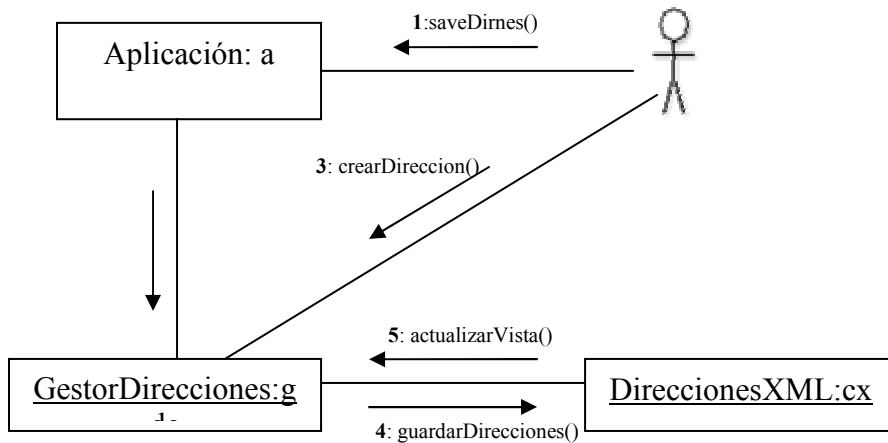 1:saveDirnes()
Aplicación: a
3: crearDireccion()
5: actualizarVista()
GestorDirecciones:g
DireccionesXML:cx
4: guardarDirecciones()